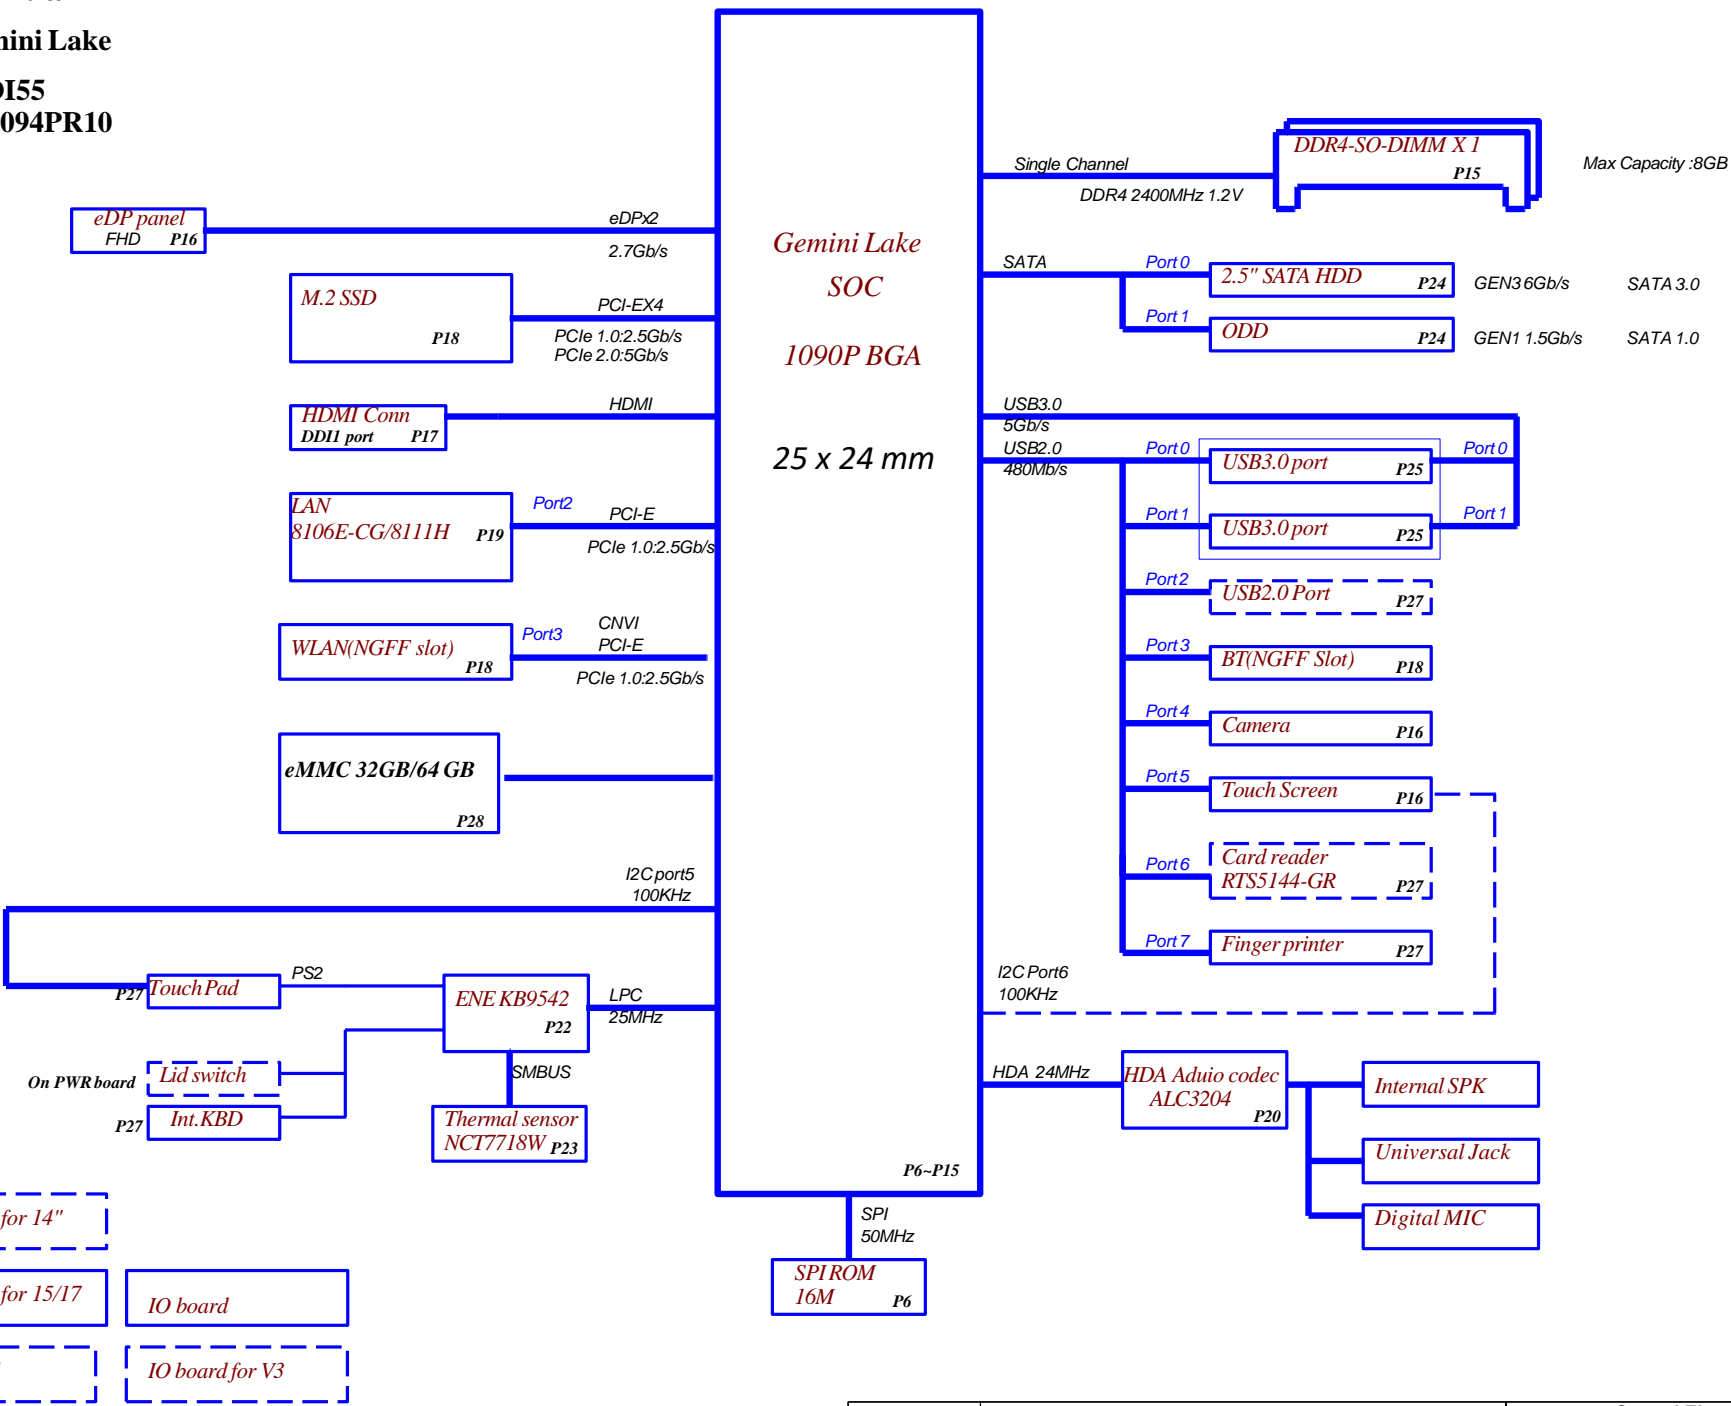 mini Lake
DI55
094PR10
DDR4-SO-DIMM X 1
P15
Max Capacity :8GB
Single Channel
DDR4 2400MHz 1.2V
eDP panel
FHD P16
eDPx2
2.7Gb/s
Gemini Lake
SOC
1090P BGA
25 x 24 mm
P6~P15
M.2 SSD
P18
PCI-EX4
PCIe 1.0:2.5Gb/s
PCIe 2.0:5Gb/s
SATA
Port 0
2.5" SATA HDD P24
GEN3 6Gb/s SATA 3.0
Port 1
ODD P24
GEN1 1.5Gb/s SATA 1.0
HDMI Conn
DDI1 port P17
HDMI
USB3.0
5Gb/s
USB2.0
480Mb/s
Port 0
USB3.0 port P25
Port 0
Port 1
USB3.0 port P25
Port 1
LAN
8106E-CG/8111H P19
Port2
PCI-E
PCIe 1.0:2.5Gb/s
Port 2
USB2.0 Port P27
WLAN(NGFF slot)
P18
Port3
CNVI
PCI-E
PCIe 1.0:2.5Gb/s
Port 3
BT(NGFF Slot) P18
Port 4
Camera P16
eMMC 32GB/64 GB
P28
Port 5
Touch Screen P16
Port 6
Card reader
RTS5144-GR P27
Port 7
Finger printer P27
I2C port5
100KHz
I2C Port6
100KHz
P27 Touch Pad
PS2
ENE KB9542
P22
LPC
25MHz
On PWR board Lid switch
P27 Int.KBD
SMBUS
Thermal sensor
NCT7718W P23
HDA 24MHz
HDA Aduio codec
ALC3204
P20
Internal SPK
Universal Jack
Digital MIC
SPI
50MHz
SPI ROM
16M P6
for 14"
for 15/17
IO board
IO board for V3